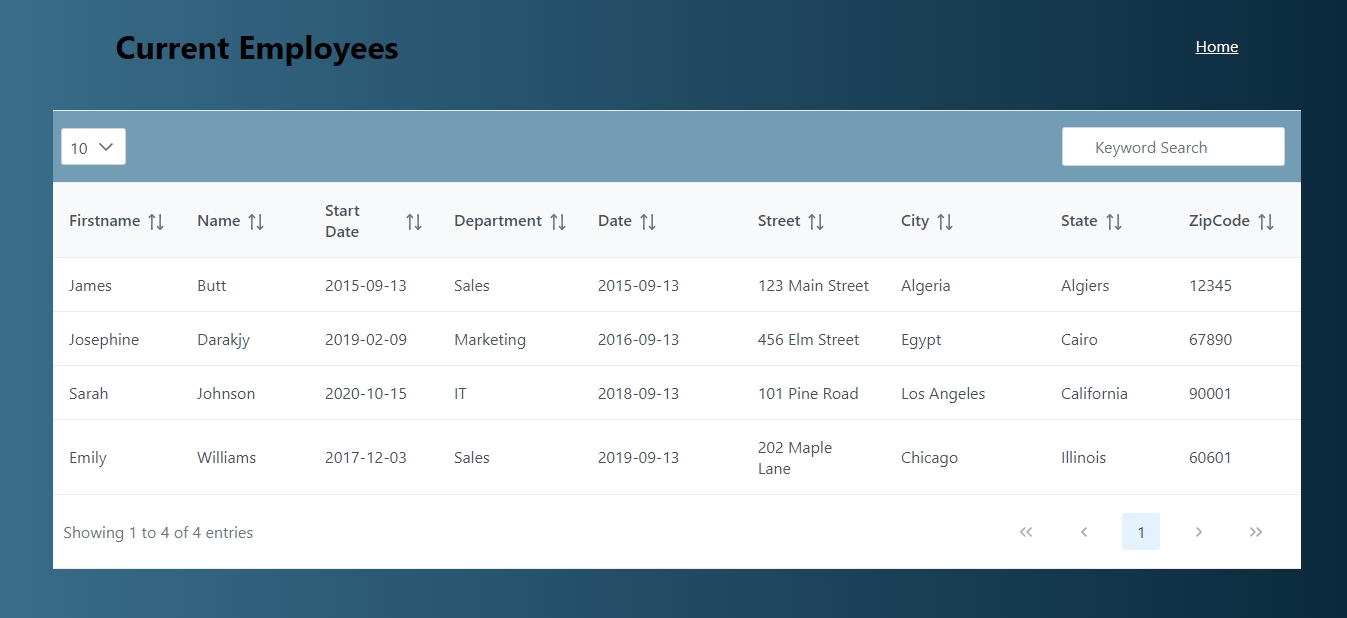 Current Employees
Home
10
Keyword Search
Firstname Name Start Date Department Date Street City State ZipCode
James Butt 2015-09-13 Sales 2015-09-13 123 Main Street Algeria Algiers 12345
Josephine Darakjy 2019-02-09 Marketing 2016-09-13 456 Elm Street Egypt Cairo 67890
Sarah Johnson 2020-10-15 IT 2018-09-13 101 Pine Road Los Angeles California 90001
Emily Williams 2017-12-03 Sales 2019-09-13 202 Maple Lane Chicago Illinois 60601
Showing 1 to 4 of 4 entries
1